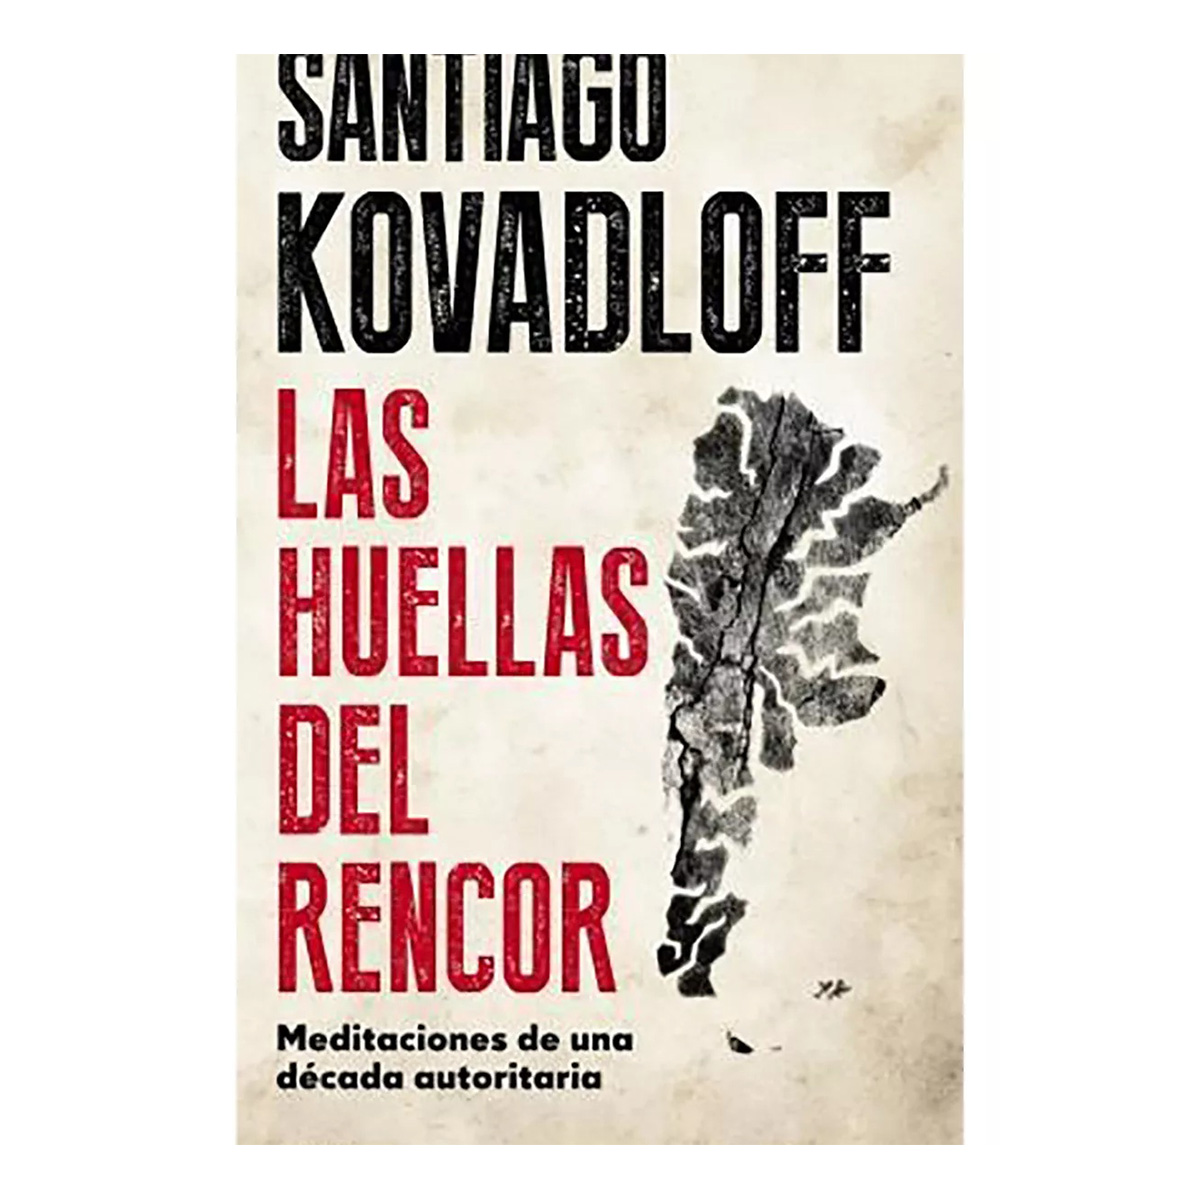 SANTIAGO
KOVADLOFF
LAS
HUELLAS
DEL
RENCOR
Meditaciones de una
década autoritaria